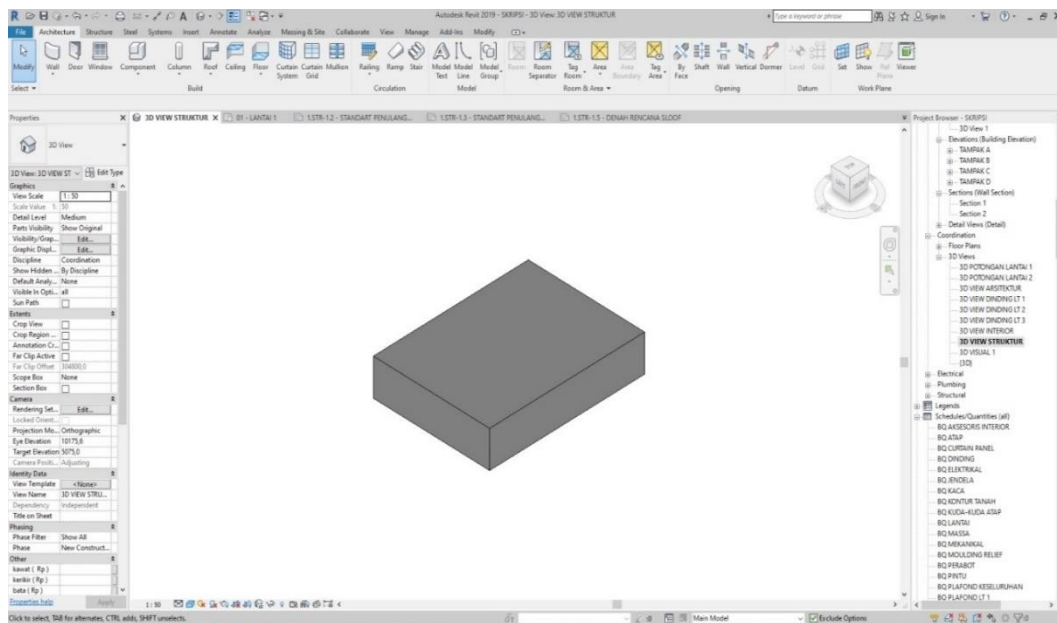 Autodesk Revit 2019 - SKRIPSI - 3D View: 3D VIEW STRUKTUR
Type a keyword or phrase
Sign In
File Architecture Structure Steel Systems Insert Annotate Analyze Massing & Site Collaborate View Manage Add-Ins Modify
Modify Wall Door Window Component Column Roof Ceiling Floor Curtain System Curtain Grid Mullion Railing Ramp Stair Model Text Model Line Model Group Room Room Separator Tag Room Area Area Boundary Tag Area By Face Shaft Wall Vertical Dormer Level Grid Set Show Ref Plane Viewer
Select Build Circulation Model Room & Area Opening Datum Work Plane
Properties
3D VIEW STRUKTUR
01 - LANTAI 1
1.STR-1.2 - STANDART PENULANG...
1.STR-1.3 - STANDART PENULANG...
1.STR-1.5 - DENAH RENCANA SLOOF
Project Browser - SKRIPSI
3D View
3D View: 3D VIEW ST
Edit Type
Graphics
View Scale 1 : 50
Scale Value 1: 50
Detail Level Medium
Parts Visibility Show Original
Visibility/Grap... Edit...
Graphic Displ... Edit...
Discipline Coordination
Show Hidden ... By Discipline
Default Analy... None
Visible In Opti... all
Sun Path
Extents
Crop View
Crop Region ...
Annotation Cr...
Far Clip Active
Far Clip Offset 304800,0
Scope Box None
Section Box
Camera
Rendering Set... Edit...
Locked Orient...
Projection Mo... Orthographic
Eye Elevation 10175,6
Target Elevation 5075,0
Camera Positi... Adjusting
Identity Data
View Template <None>
View Name 3D VIEW STRU...
Dependency Independent
Title on Sheet
Phasing
Phase Filter Show All
Phase New Construct...
Other
kawat ( Rp )
kerikir ( Rp )
bata ( Rp )
Properties help
Apply
TOP
LEFT
FRONT
3D View 1
Elevations (Building Elevation)
TAMPAK A
TAMPAK B
TAMPAK C
TAMPAK D
Sections (Wall Section)
Section 1
Section 2
Detail Views (Detail)
Coordination
Floor Plans
3D Views
3D POTONGAN LANTAI 1
3D POTONGAN LANTAI 2
3D VIEW ARSITEKTUR
3D VIEW DINDING LT 1
3D VIEW DINDING LT 2
3D VIEW DINDING LT 3
3D VIEW INTERIOR
3D VIEW STRUKTUR
3D VISUAL 1
{3D}
Electrical
Plumbing
Structural
Legends
Schedules/Quantities (all)
BQ AKSESORIS INTERIOR
BQ ATAP
BQ CURTAIN PANEL
BQ DINDING
BQ ELEKTRIKAL
BQ JENDELA
BQ KACA
BQ KONTUR TANAH
BQ KUDA-KUDA ATAP
BQ LANTAI
BQ MASSA
BQ MEKANIKAL
BQ MOULDING RELIEF
BQ PERABOT
BQ PINTU
BQ PLAFOND KESELURUHAN
BQ PLAFOND LT 1
1 : 50
Click to select, TAB for alternates, CTRL adds, SHIFT unselects.
Main Model
Exclude Options